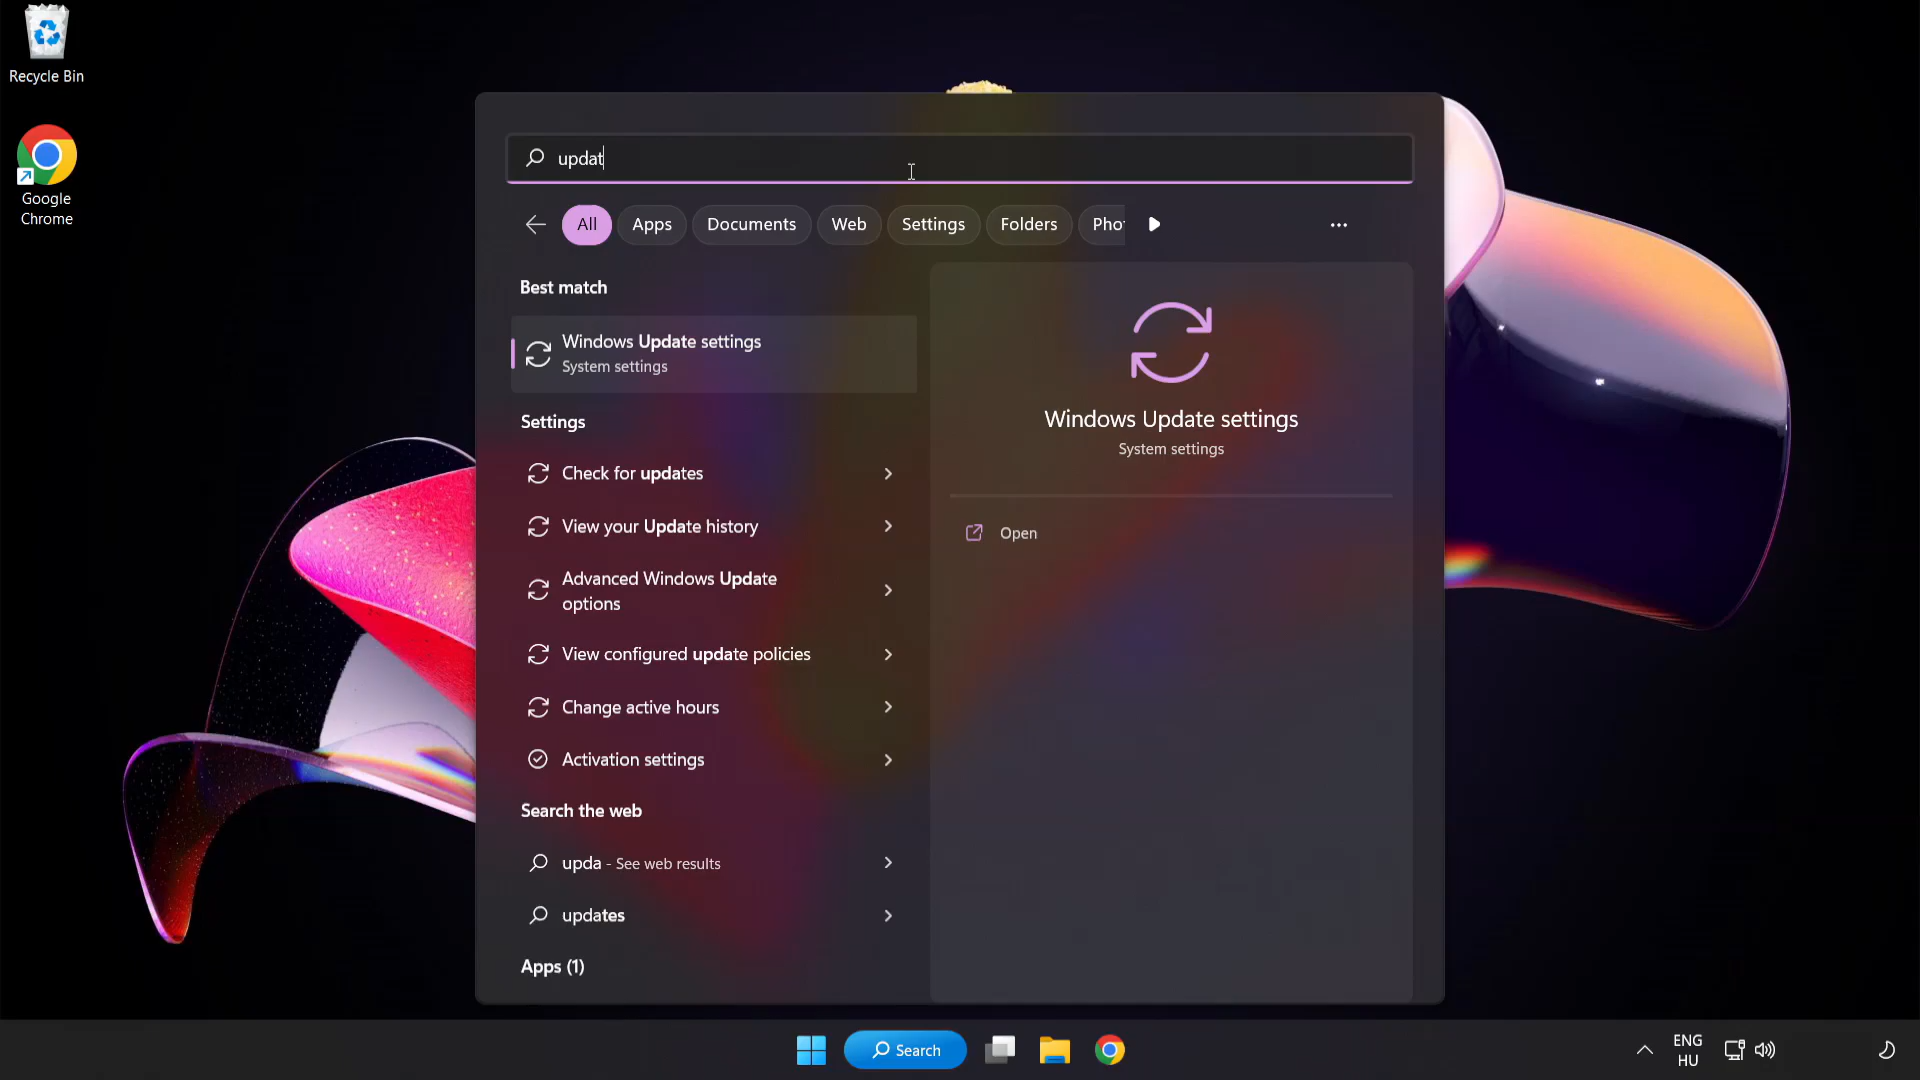 Recycle Bin
Google
Chrome
updat
All
Apps
Documents
Web
Settings
Folders
Pho
Best match
Windows Update settings
System settings
Settings
Check for updates
View your Update history
Advanced Windows Update
options
View configured update policies
Change active hours
Activation settings
Search the web
upda - See web results
updates
Apps (1)
Windows Update settings
System settings
Open
Search
ENG
HU